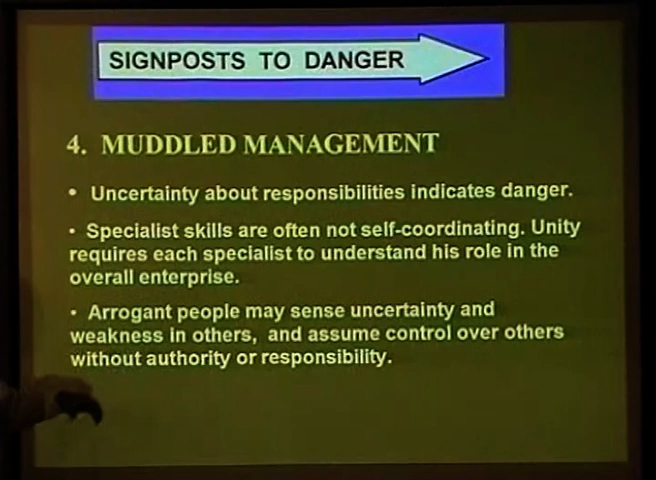 SIGNPOSTS TO DANGER
4. MUDDLED MANAGEMENT
• Uncertainty about responsibilities indicates danger.
• Specialist skills are often not self-coordinating. Unity
requires each specialist to understand his role in the
overall enterprise.
• Arrogant people may sense uncertainty and
weakness in others, and assume control over others
without authority or responsibility.